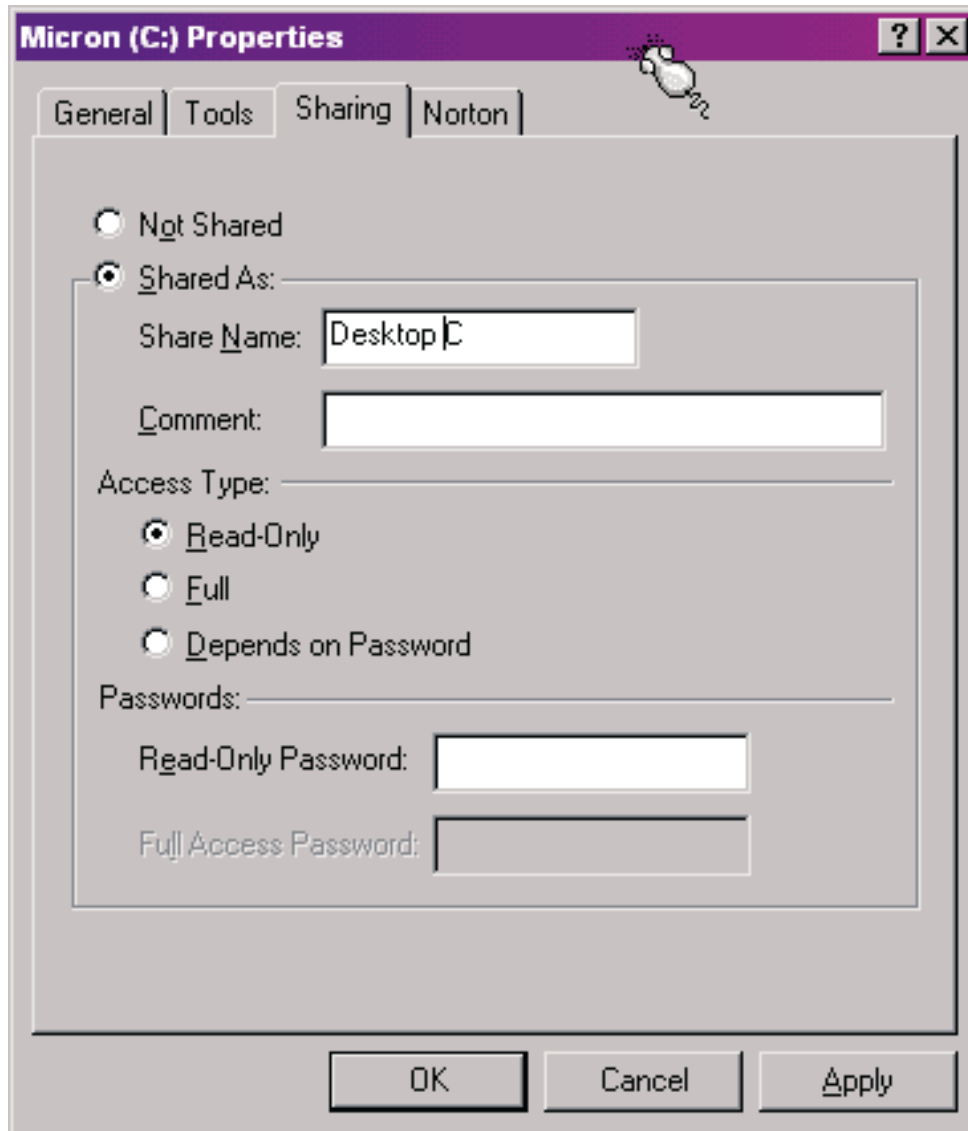 Micron (C:) Properties
General Tools Sharing Norton
Not Shared
Shared As:
Share Name: Desktop C
Comment:
Access Type:
Read-Only
Full
Depends on Password
Passwords:
Read-Only Password:
Full Access Password:
OK Cancel Apply